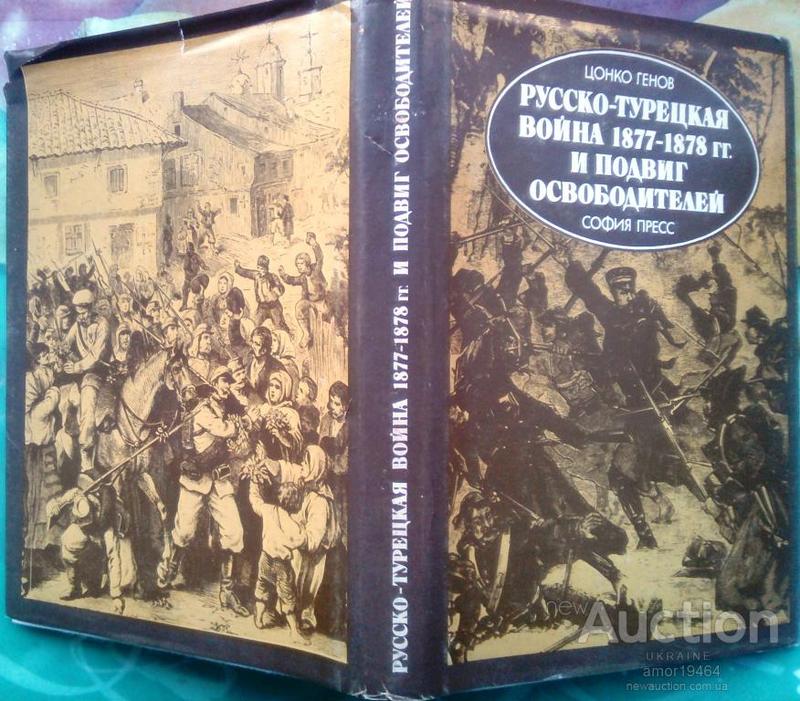 РУССКО-ТУРЕЦКАЯ ВОЙНА 1877-1878 ГГ. И ПОДВИГ ОСВОБОДИТЕЛЕЙ
ЦОНКО ГЕНОВ
РУССКО-ТУРЕЦКАЯ
ВОЙНА 1877-1878 ГГ.
И ПОДВИГ
ОСВОБОДИТЕЛЕЙ
СОФИЯ ПРЕСС
new Auction
UKRAINE
amor19464
newauction.com.ua